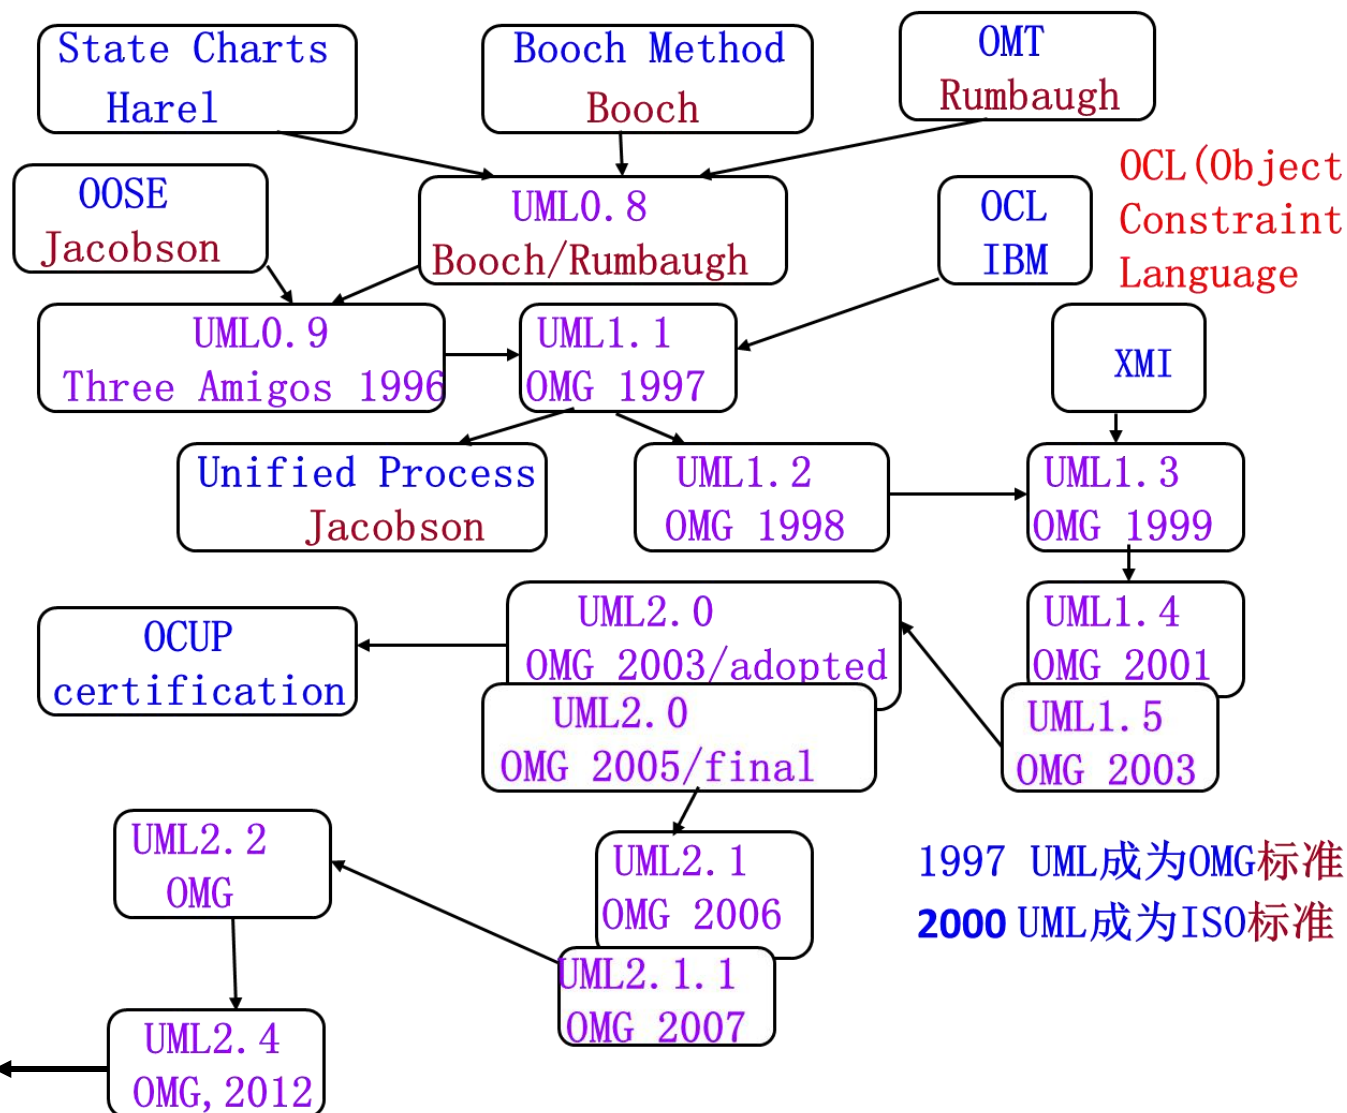 State Charts
Harel
Booch Method
Booch
OMT
Rumbaugh
OOSE
Jacobson
UML0.8
Booch/Rumbaugh
OCL
IBM
OCL(Object
Constraint
Language
UML0.9
Three Amigos 1996
UML1.1
OMG 1997
XMI
Unified Process
Jacobson
UML1.2
OMG 1998
UML1.3
OMG 1999
OCUP
certification
UML2.0
OMG 2003/adopted
UML1.4
OMG 2001
UML2.0
OMG 2005/final
UML1.5
OMG 2003
UML2.2
OMG
UML2.1
OMG 2006
1997 UML成为OMG标准
2000 UML成为ISO标准
UML2.1.1
OMG 2007
UML2.4
OMG,2012